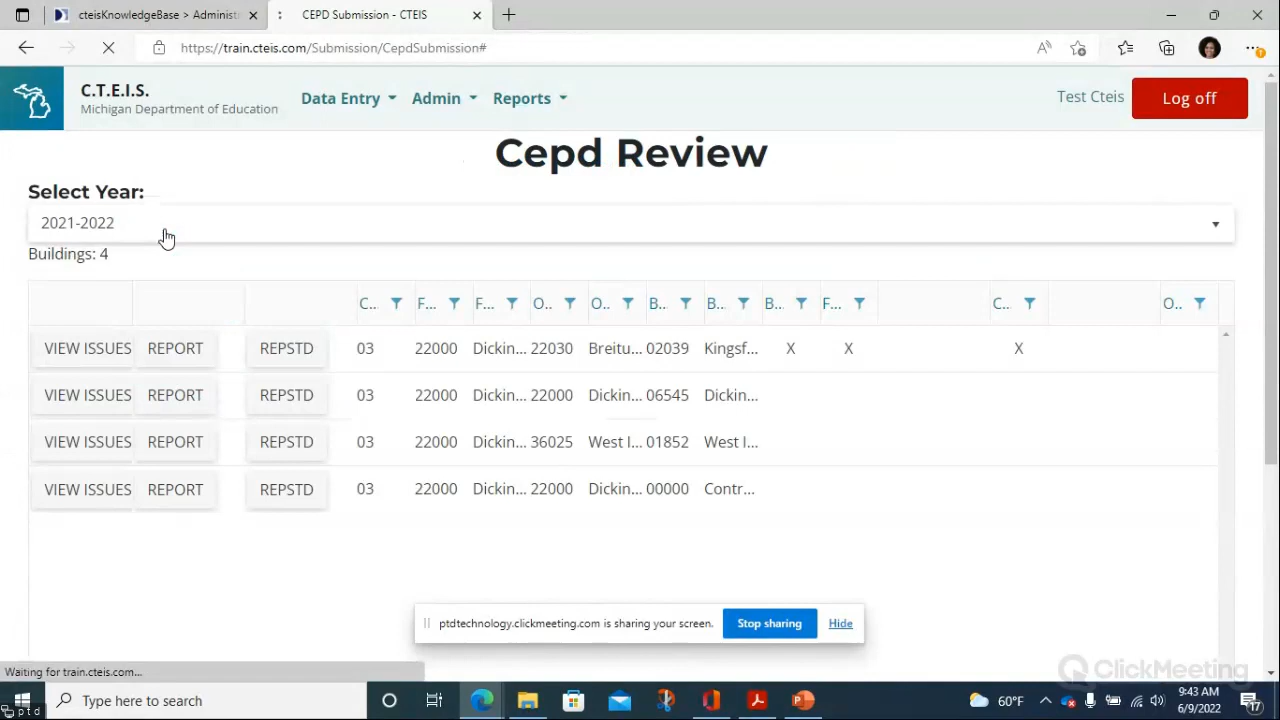 cteisKnowledgeBase > Administ
CEPD Submission - CTEIS
https://train.cteis.com/Submission/CepdSubmission#
C.T.E.I.S.
Michigan Department of Education
Data Entry
Admin
Reports
Test Cteis
Log off
Cepd Review
Select Year:
2021-2022
Buildings: 4
C... F... F... O... O... B... B... B... F... C... O...
VIEW ISSUES REPORT REPSTD 03 22000 Dickin... 22030 Breitu... 02039 Kingsf... X X X
VIEW ISSUES REPORT REPSTD 03 22000 Dickin... 22000 Dickin... 06545 Dickin...
VIEW ISSUES REPORT REPSTD 03 22000 Dickin... 36025 West I... 01852 West I...
VIEW ISSUES REPORT REPSTD 03 22000 Dickin... 22000 Dickin... 00000 Contr...
ptdtechnology.clickmeeting.com is sharing your screen. Stop sharing Hide
Waiting for train.cteis.com...
ClickMeeting
Type here to search
60°F
9:43 AM
6/9/2022
17
ptd